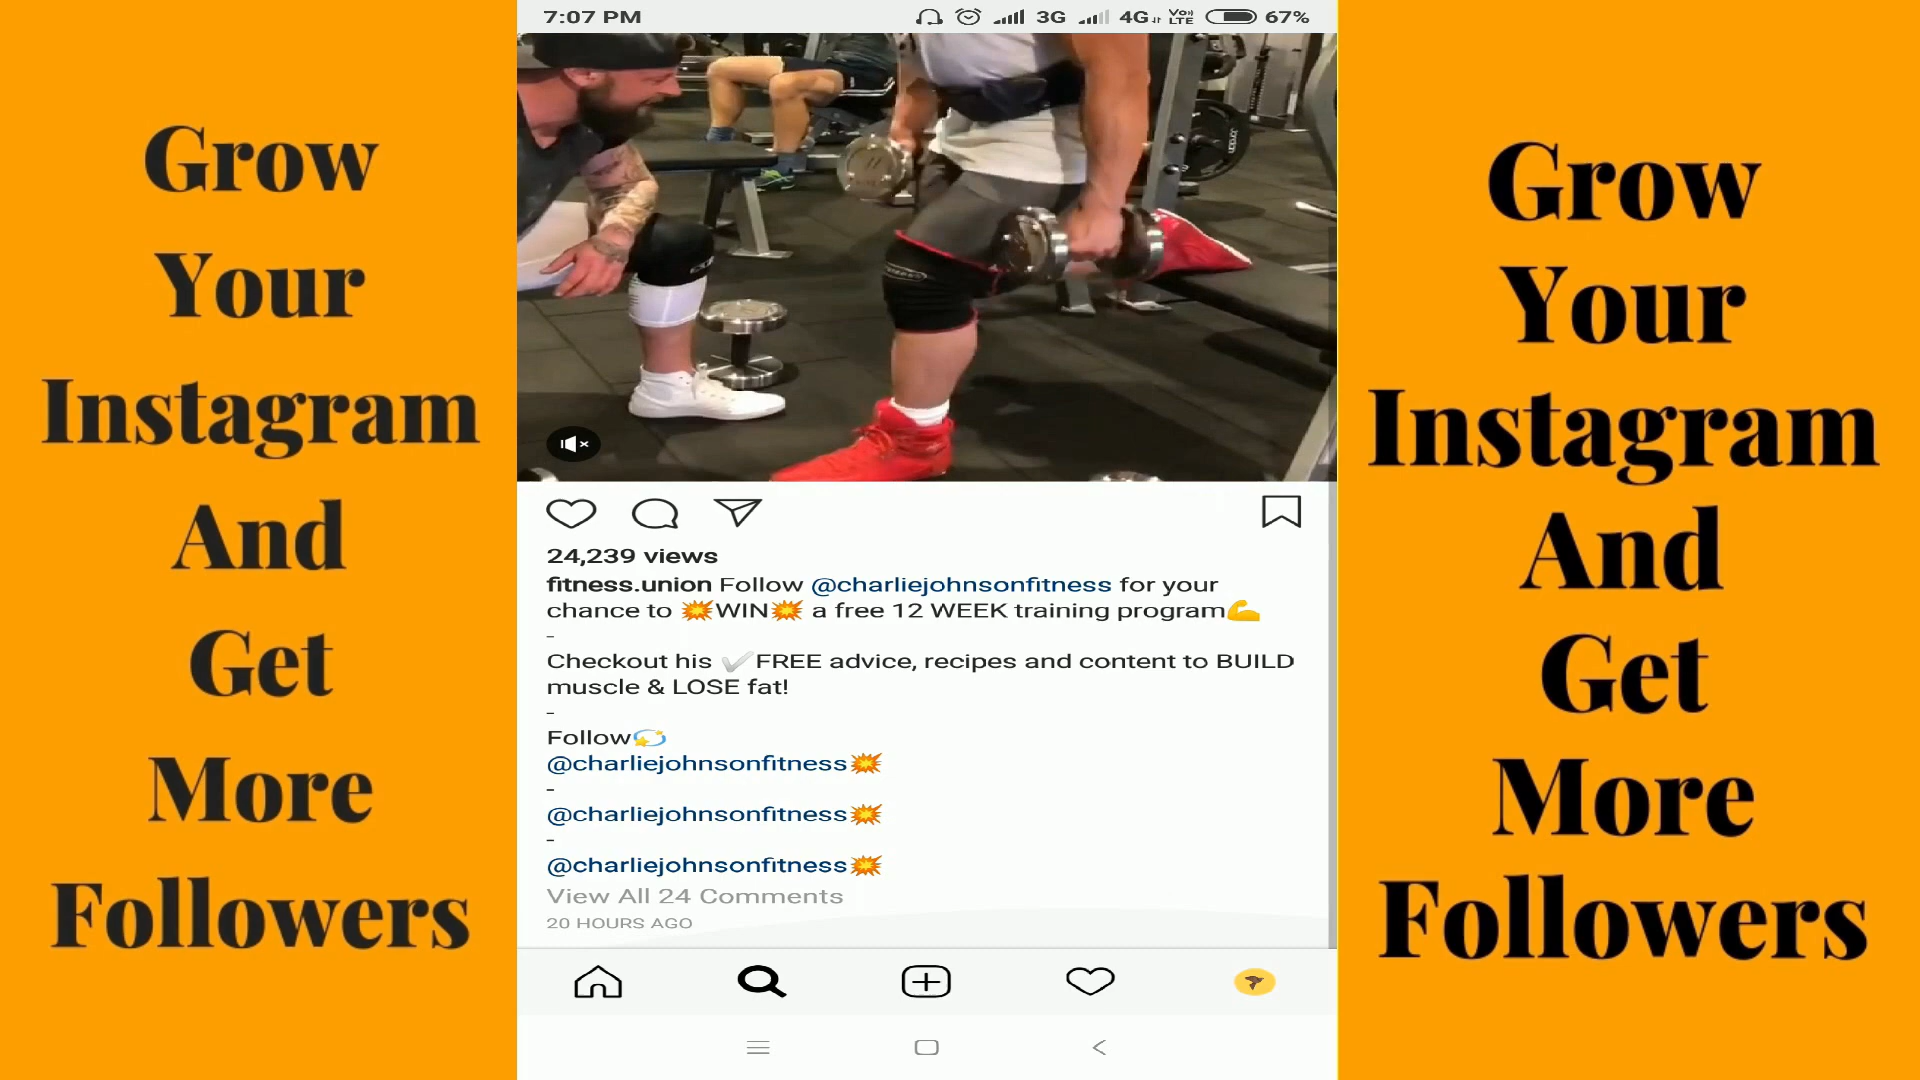 Grow
Your
Instagram
And
Get
More
Followers
7:07 PM
3G 4G VoLTE 67%
24,239 views
fitness.union Follow @charliejohnsonfitness for your
chance to 💥WIN💥 a free 12 WEEK training program💪
-
Checkout his ✔️FREE advice, recipes and content to BUILD
muscle & LOSE fat!
-
Follow💫
@charliejohnsonfitness💥
-
@charliejohnsonfitness💥
-
@charliejohnsonfitness💥
View All 24 Comments
20 HOURS AGO
Grow
Your
Instagram
And
Get
More
Followers